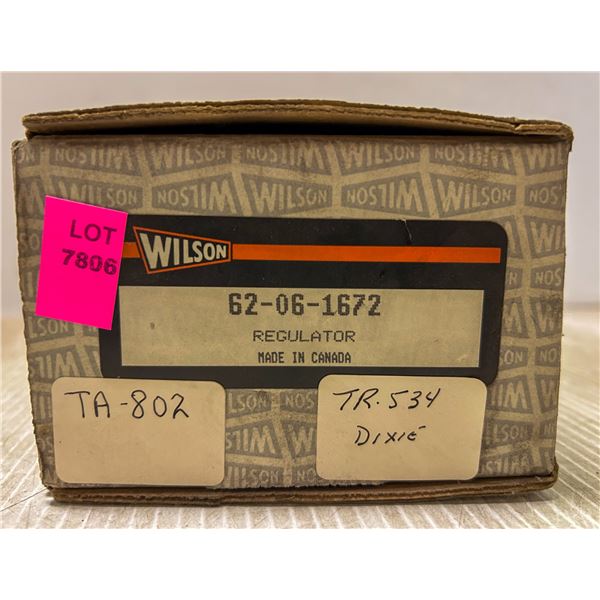 LOT
7806
WILSON
62-06-1672
REGULATOR
MADE IN CANADA
TA-802
TR.534
DIXIE